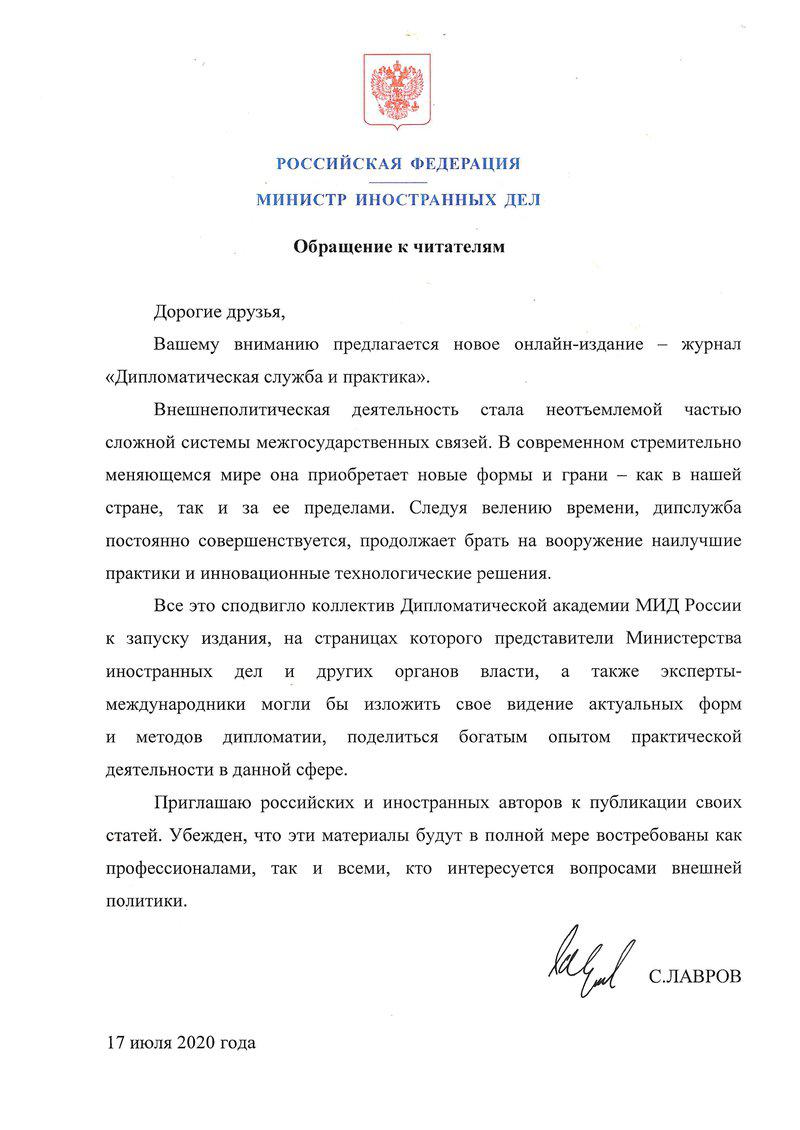 РОССИЙСКАЯ ФЕДЕРАЦИЯ
МИНИСТР ИНОСТРАННЫХ ДЕЛ
Обращение к читателям
Дорогие друзья,
Вашему вниманию предлагается новое онлайн-издание – журнал
«Дипломатическая служба и практика».
Внешнеполитическая деятельность стала неотъемлемой частью
сложной системы межгосударственных связей. В современном стремительно
меняющемся мире она приобретает новые формы и грани – как в нашей
стране, так и за ее пределами. Следуя велению времени, дипслужба
постоянно совершенствуется, продолжает брать на вооружение наилучшие
практики и инновационные технологические решения.
Все это сподвигло коллектив Дипломатической академии МИД России
к запуску издания, на страницах которого представители Министерства
иностранных дел и других органов власти, а также эксперты-
международники могли бы изложить свое видение актуальных форм
и методов дипломатии, поделиться богатым опытом практической
деятельности в данной сфере.
Приглашаю российских и иностранных авторов к публикации своих
статей. Убежден, что эти материалы будут в полной мере востребованы как
профессионалами, так и всеми, кто интересуется вопросами внешней
политики.
С.ЛАВРОВ
17 июля 2020 года